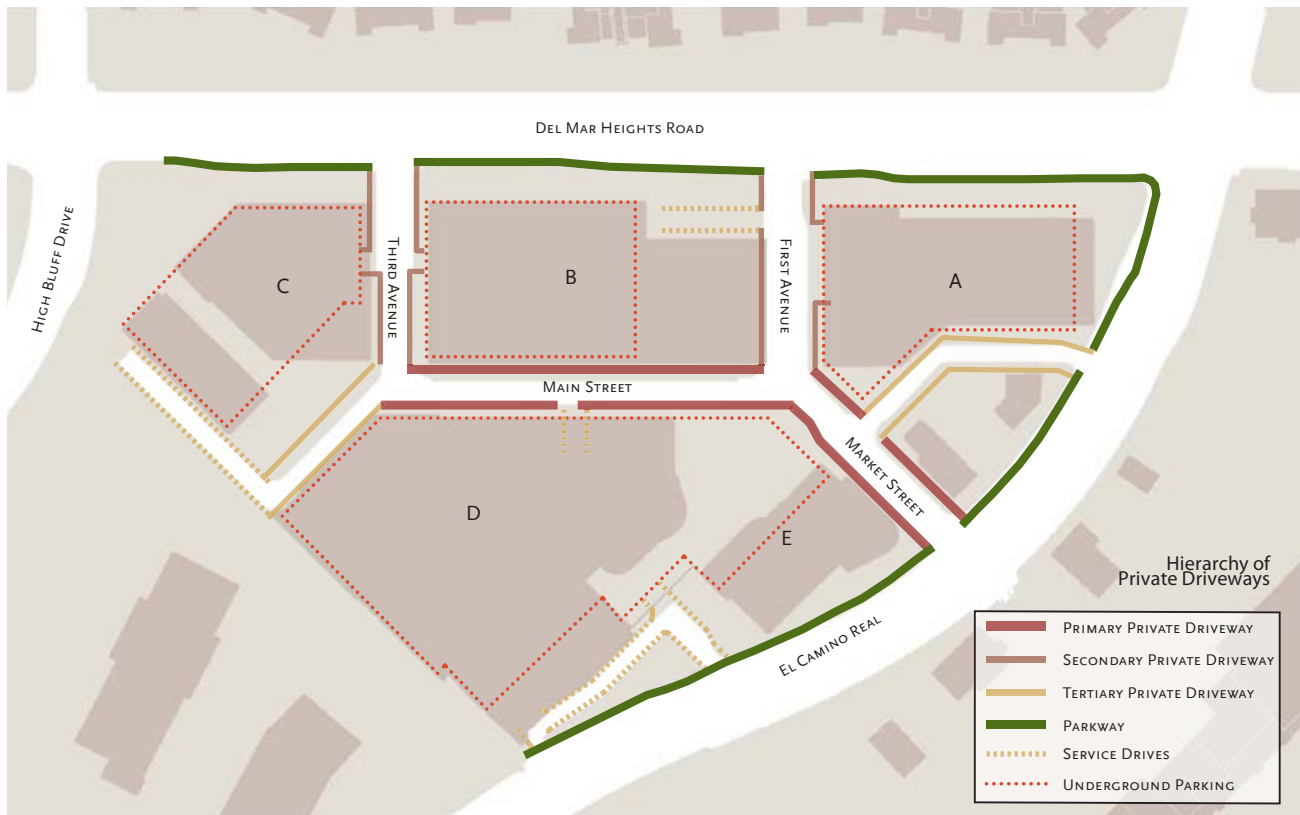 Del Mar Heights Road
High Bluff Drive
Third Avenue
First Avenue
C
B
A
Main Street
Market Street
D
E
El Camino Real
Hierarchy of
Private Driveways
Primary Private Driveway
Secondary Private Driveway
Tertiary Private Driveway
Parkway
Service Drives
Underground Parking